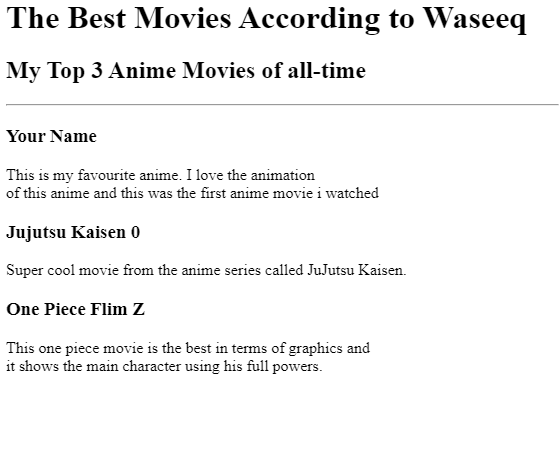 The Best Movies According to Waseeq
My Top 3 Anime Movies of all-time
Your Name
This is my favourite anime. I love the animation
of this anime and this was the first anime movie i watched
Jujutsu Kaisen 0
Super cool movie from the anime series called JuJutsu Kaisen.
One Piece Flim Z
This one piece movie is the best in terms of graphics and
it shows the main character using his full powers.